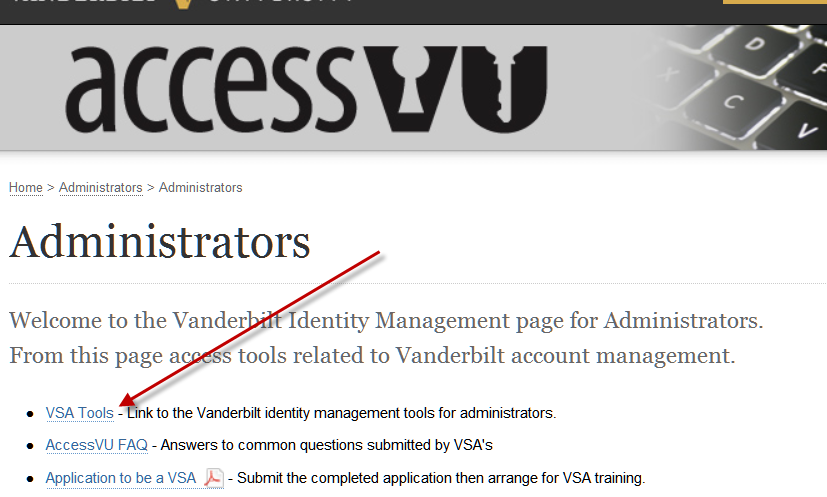 accessVU
Home > Administrators > Administrators
Administrators
Welcome to the Vanderbilt Identity Management page for Administrators.
From this page access tools related to Vanderbilt account management.
• VSA Tools - Link to the Vanderbilt identity management tools for administrators.
• AccessVU FAQ - Answers to common questions submitted by VSA's
• Application to be a VSA - Submit the completed application then arrange for VSA training.
D
F
X
C
V